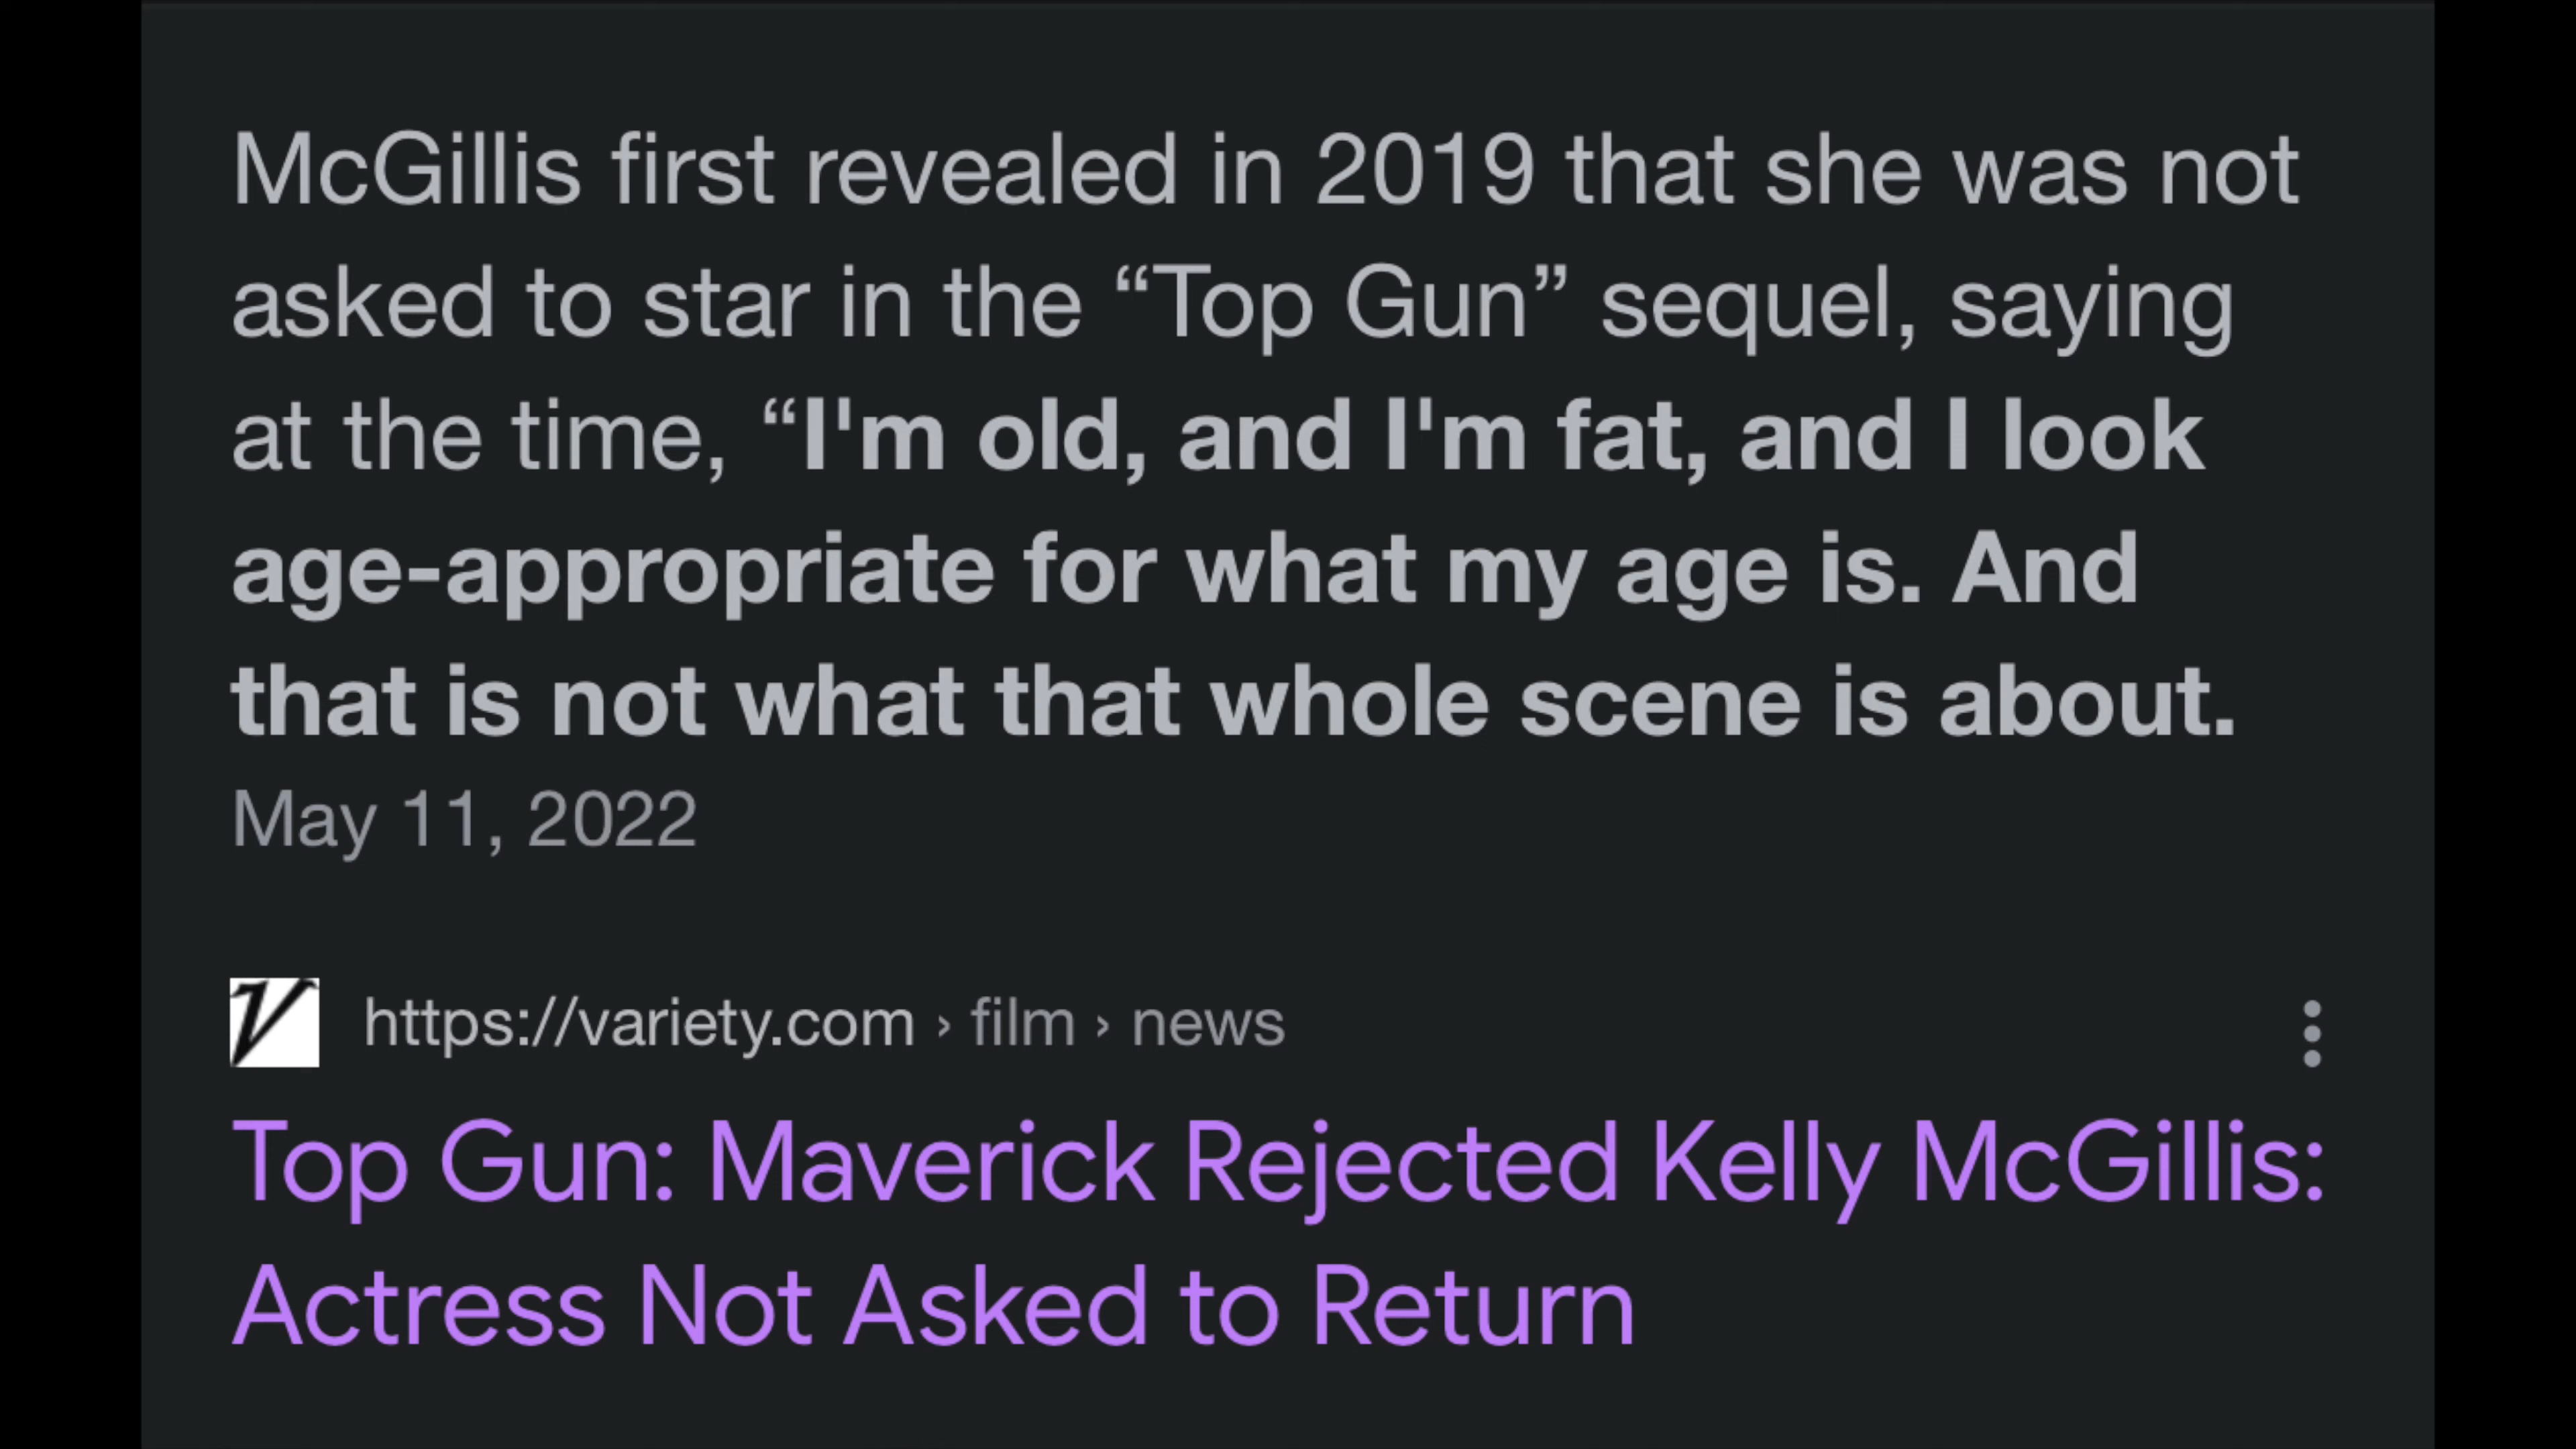 McGillis first revealed in 2019 that she was not
asked to star in the “Top Gun” sequel, saying
at the time, “I'm old, and I'm fat, and I look
age-appropriate for what my age is. And
that is not what that whole scene is about.
May 11, 2022
V https://variety.com › film › news
Top Gun: Maverick Rejected Kelly McGillis:
Actress Not Asked to Return